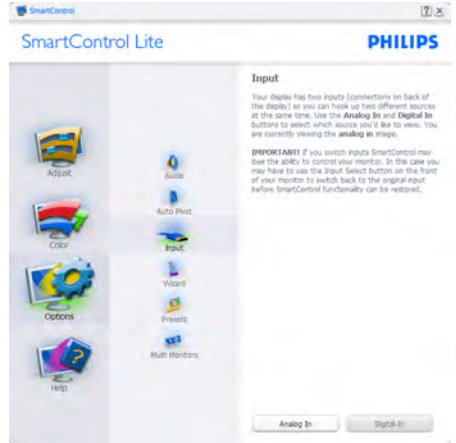 SmartControl
SmartControl Lite
PHILIPS
Adjust
Color
Options
Help
Audio
Auto Pivot
Input
Wizard
Presets
Multi Monitors
Input
Your display has two inputs (connections on back of
the display) so you can hook up two different sources
at the same time. Use the Analog In and Digital In
buttons to select which source you'd like to view. You
are currently viewing the analog in image.
IMPORTANT! If you switch inputs SmartControl may
lose the ability to control your monitor. In this case you
may have to use the Input Select button on the front
of your monitor to switch back to the original input
before SmartControl functionality can be restored.
Analog In
Digital In